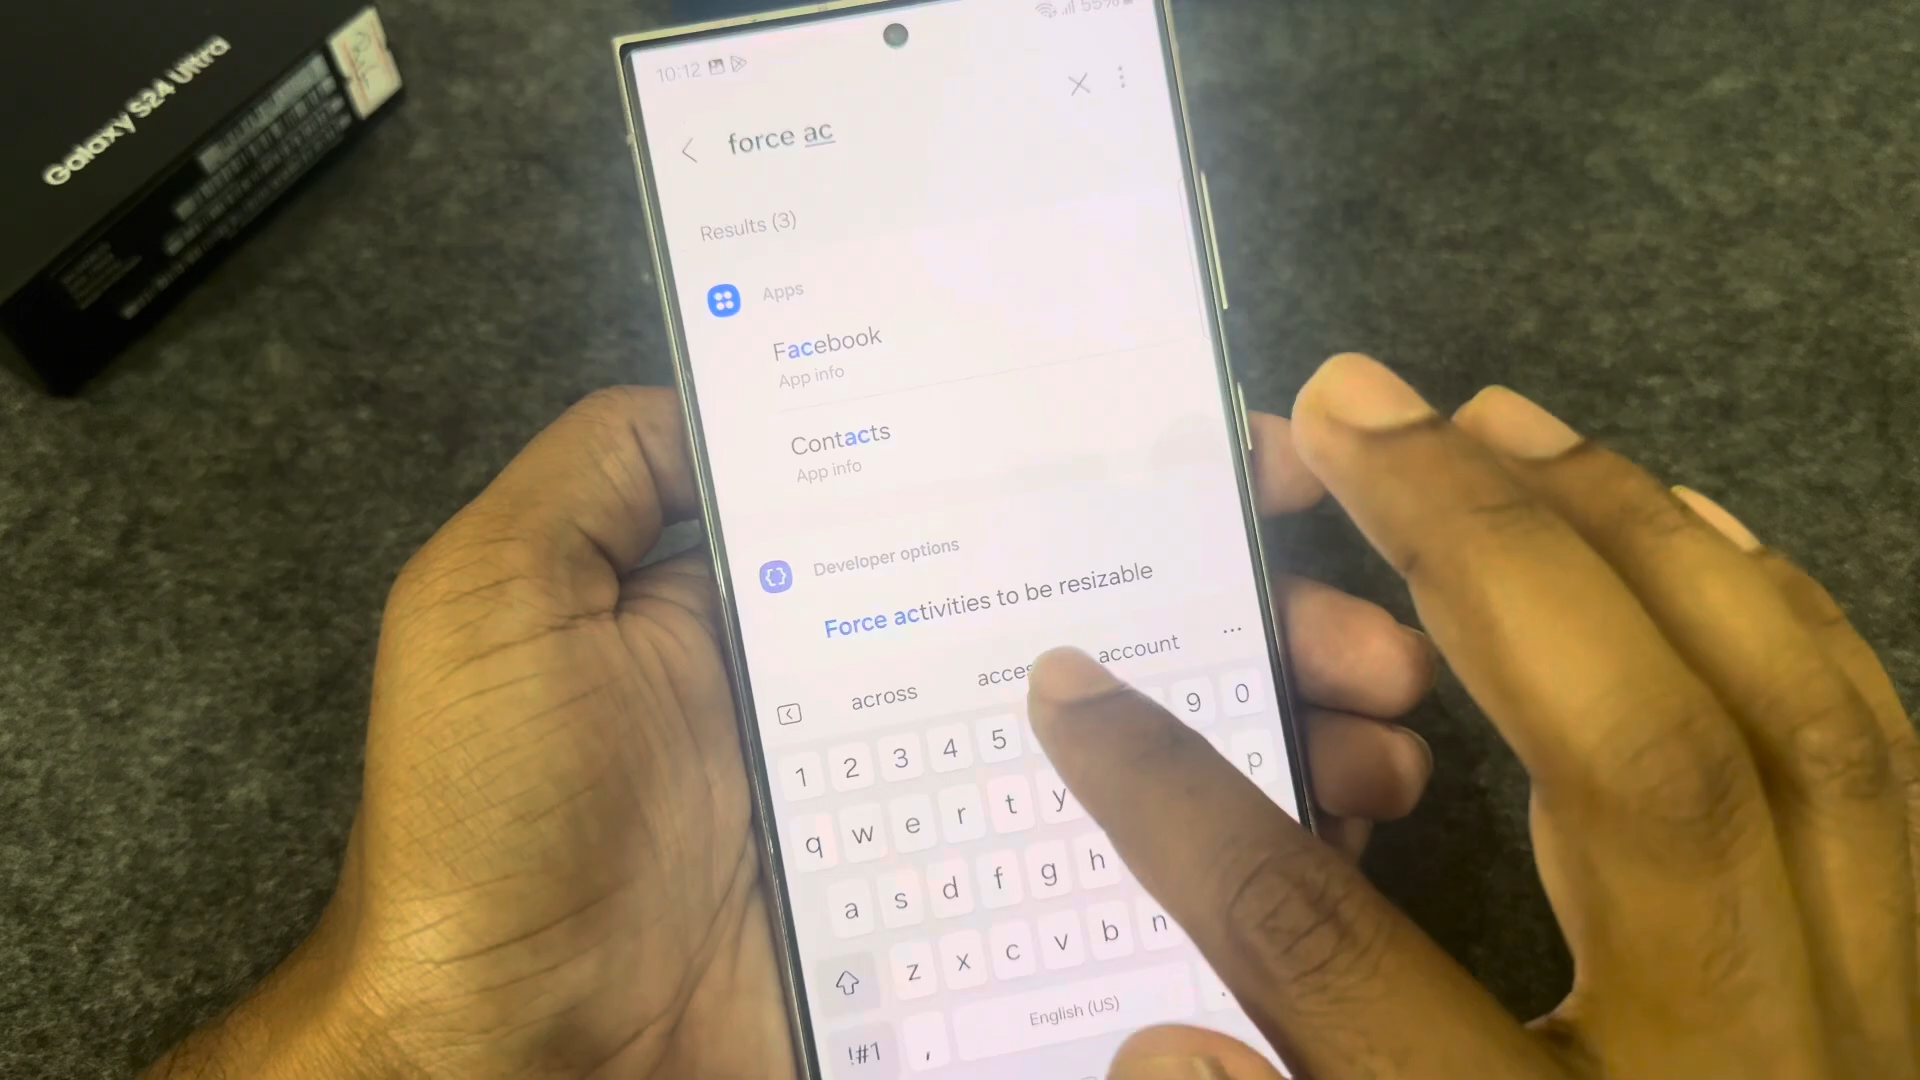 Galaxy S24 Ultra
10:12
55%
force ac
Results (3)
Apps
Facebook
App info
Contacts
App info
Developer options
Force activities to be resizable
across
account
1 2 3 4 5 9 0
q w e r t y p
a s d f g h
z x c v b n
!#1 , English (US) .